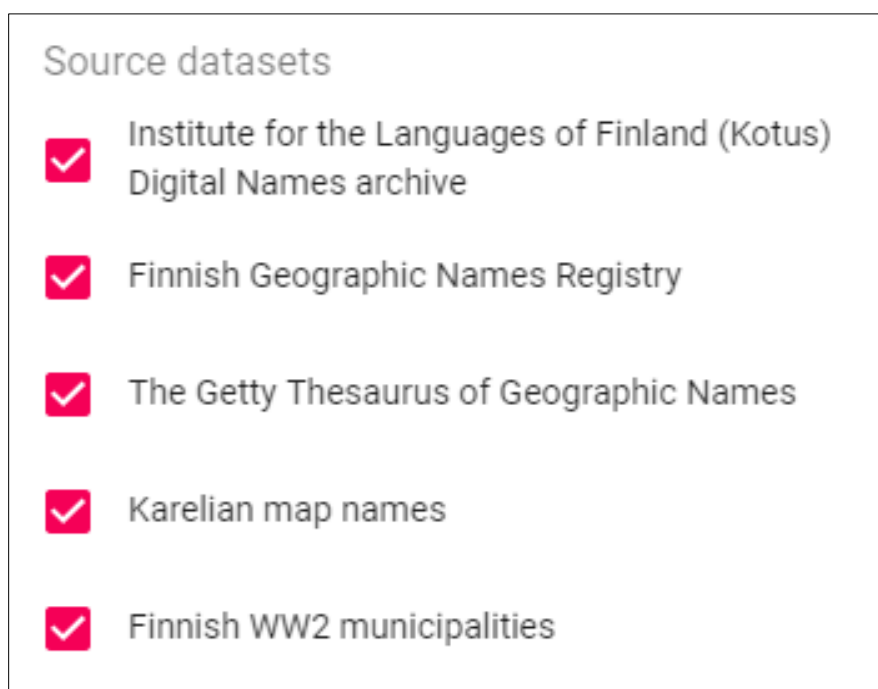 Source datasets
Institute for the Languages of Finland (Kotus)
Digital Names archive
Finnish Geographic Names Registry
The Getty Thesaurus of Geographic Names
Karelian map names
Finnish WW2 municipalities